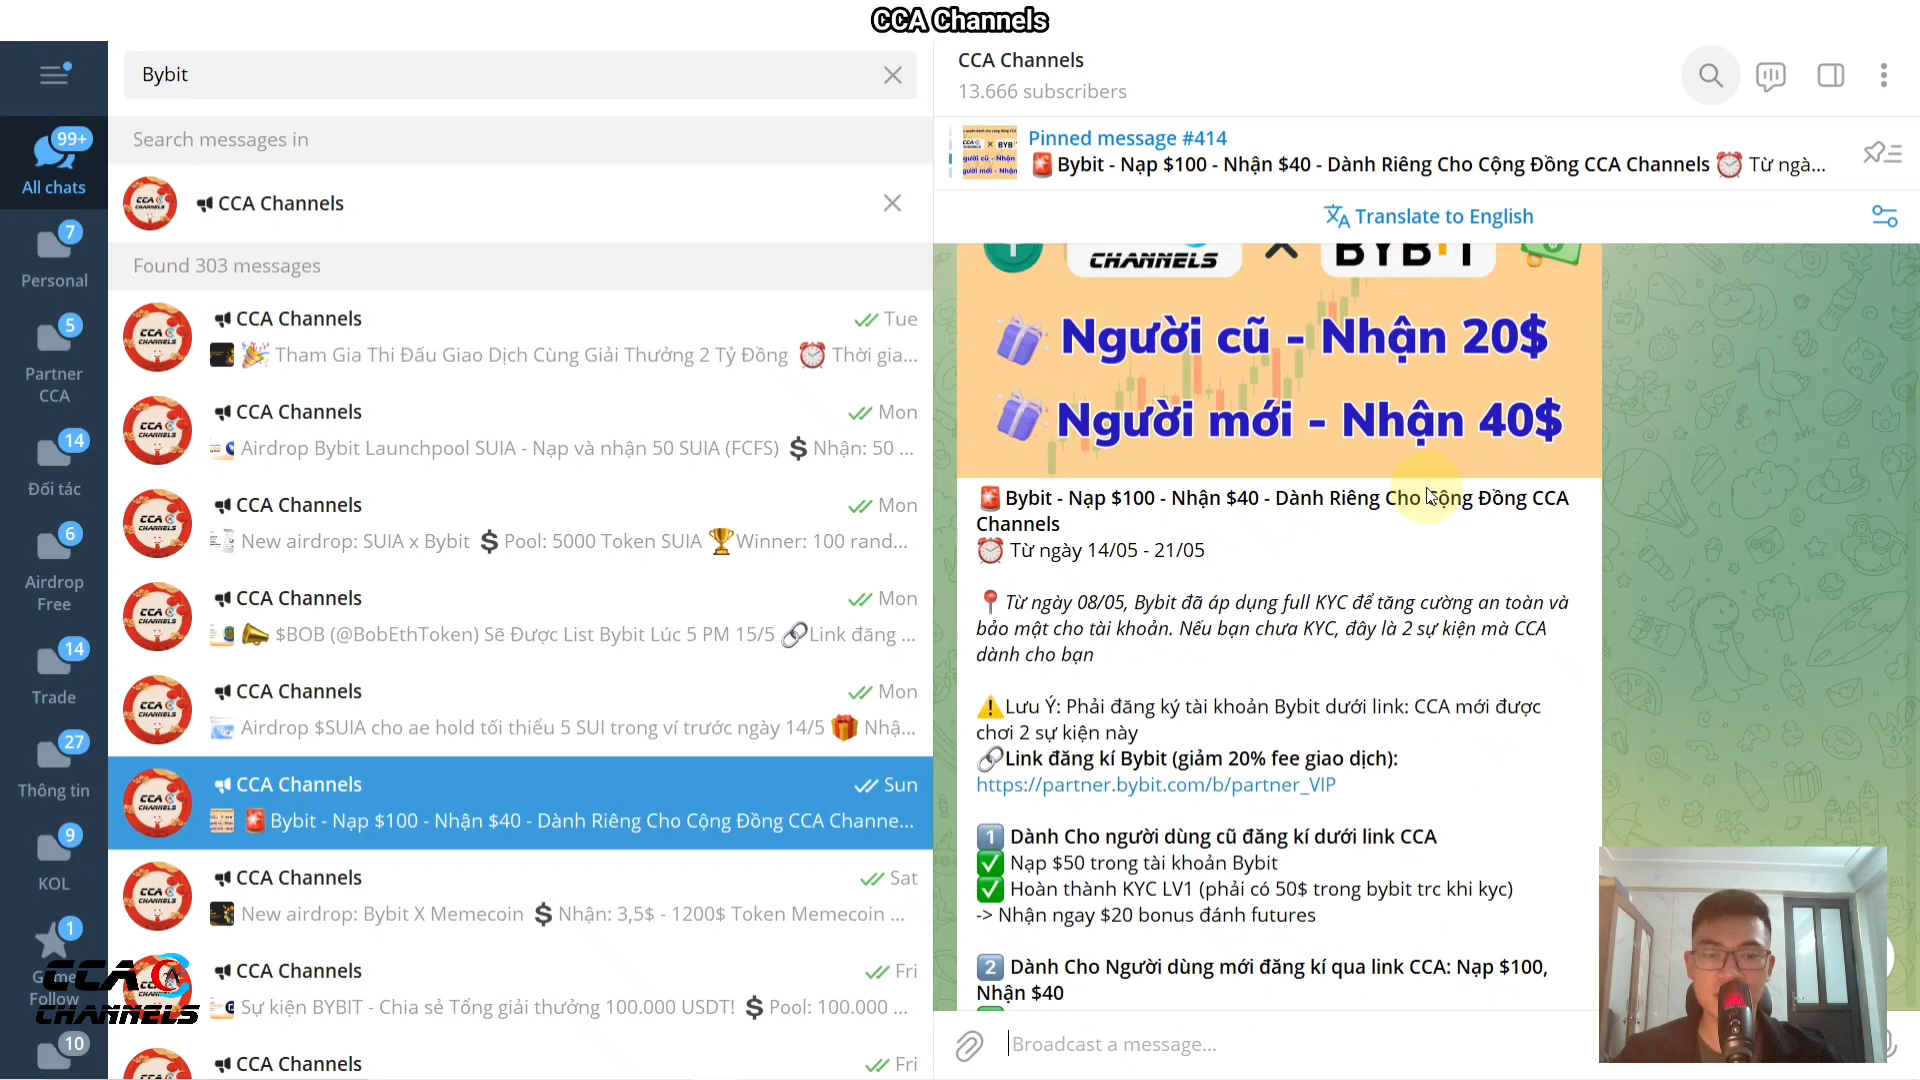 CCA Channels
Bybit
Search messages in
CCA Channels
Found 303 messages
CCA Channels
Tue
Tham Gia Thi Đấu Giao Dịch Cùng Giải Thưởng 2 Tỷ Đồng ⏰ Thời gia...
CCA Channels
Mon
Airdrop Bybit Launchpool SUIA - Nạp và nhận 50 SUIA (FCFS) 💲 Nhận: 50 ...
CCA Channels
Mon
New airdrop: SUIA x Bybit 💲 Pool: 5000 Token SUIA 🏆Winner: 100 rand...
CCA Channels
Mon
$BOB (@BobEthToken) Sẽ Được List Bybit Lúc 5 PM 15/5 🔗Link đăng ...
CCA Channels
Mon
Airdrop $SUIA cho ae hold tối thiểu 5 SUI trong ví trước ngày 14/5 🎁 Nhậ...
CCA Channels
Sun
🚨 Bybit - Nạp $100 - Nhận $40 - Dành Riêng Cho Cộng Đồng CCA Channe...
CCA Channels
Sat
New airdrop: Bybit X Memecoin 💲 Nhận: 3,5$ - 1200$ Token Memecoin ...
CCA Channels
Fri
Sự kiện BYBIT - Chia sẻ Tổng giải thưởng 100.000 USDT! 💲 Pool: 100.000 ...
CCA Channels
Fri
99+
All chats
7
Personal
5
Partner
CCA
14
Đối tác
6
Airdrop
Free
14
Trade
27
Thông tin
9
KOL
1
Follow
10
CCA
CHANNELS
CCA Channels
13.666 subscribers
Pinned message #414
🚨Bybit - Nạp $100 - Nhận $40 - Dành Riêng Cho Cộng Đồng CCA Channels ⏰ Từ ngà...
Translate to English
CHANNELS × BYBIT
Người cũ - Nhận 20$
Người mới - Nhận 40$
🚨Bybit - Nạp $100 - Nhận $40 - Dành Riêng Cho Cộng Đồng CCA
Channels
⏰ Từ ngày 14/05 - 21/05
📍 Từ ngày 08/05, Bybit đã áp dụng full KYC để tăng cường an toàn và
bảo mật cho tài khoản. Nếu bạn chưa KYC, đây là 2 sự kiện mà CCA
dành cho bạn
⚠️Lưu Ý: Phải đăng ký tài khoản Bybit dưới link: CCA mới được
chơi 2 sự kiện này
🔗Link đăng kí Bybit (giảm 20% fee giao dịch):
https://partner.bybit.com/b/partner_VIP
1️⃣ Dành Cho người dùng cũ đăng kí dưới link CCA
✅ Nạp $50 trong tài khoản Bybit
✅ Hoàn thành KYC LV1 (phải có 50$ trong bybit trc khi kyc)
-> Nhận ngay $20 bonus đánh futures
2️⃣ Dành Cho Người dùng mới đăng kí qua link CCA: Nạp $100,
Nhận $40
Broadcast a message...